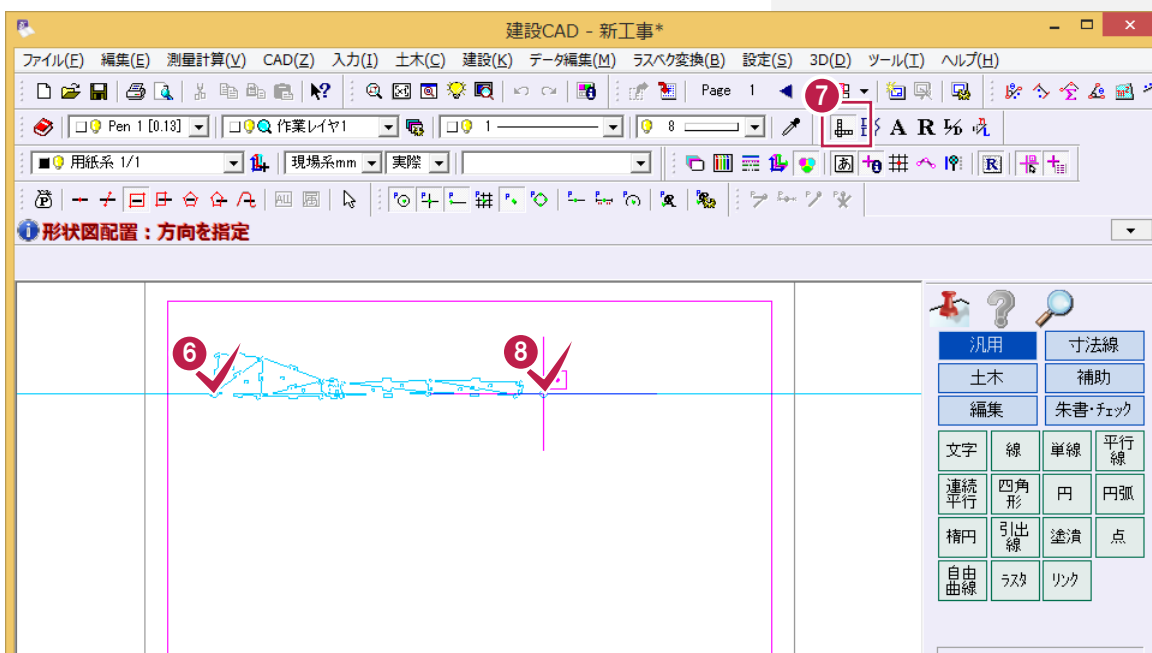 建設CAD - 新工事*
ファイル(F) 編集(E) 測量計算(V) CAD(Z) 入力(I) 土木(C) 建設(K) データ編集(M) ラスベク変換(B) 設定(S) 3D(D) ツール(T) ヘルプ(H)
Page 1
7
Pen 1 [0.13] 作業レイヤ1 1 8 A R
用紙系 1/1 現場系mm 実際 あ R
ALL 属
形状図配置：方向を指定
6
8
汎用 寸法線
土木 補助
編集 朱書・チェック
文字 線 単線 平行線
連続平行 四角形 円 円弧
楕円 引出線 塗潰 点
自由曲線 ラスタ リンク